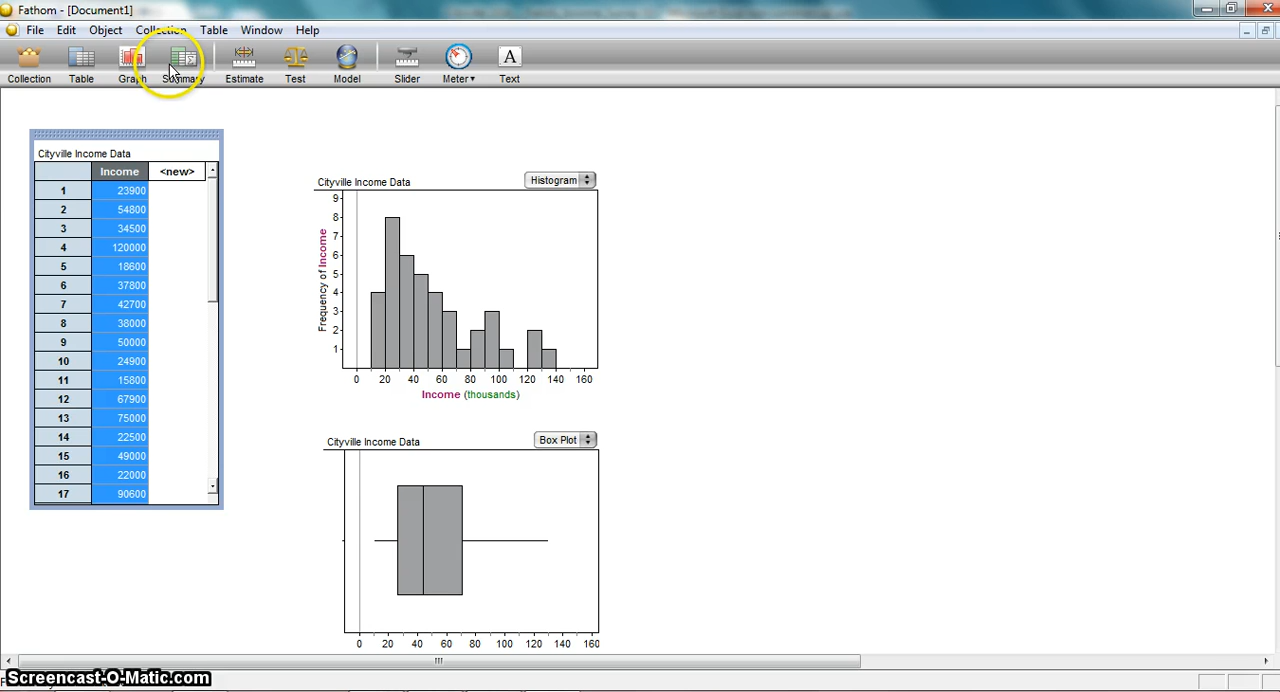 Fathom - [Document1]
File Edit Object Collection Table Window Help
Collection Table Graph Summary Estimate Test Model Slider Meter Text
A
Cityville Income Data
Income <new>
1 23900
2 54800
3 34500
4 120000
5 18600
6 37800
7 42700
8 38000
9 50000
10 24900
11 15800
12 67900
13 75000
14 22500
15 49000
16 22000
17 90600
Cityville Income Data Histogram
Frequency of Income
9
8
7
6
5
4
3
2
1
0 20 40 60 80 100 120 140 160
Income (thousands)
Cityville Income Data Box Plot
0 20 40 60 80 100 120 140 160
Screencast-O-Matic.com